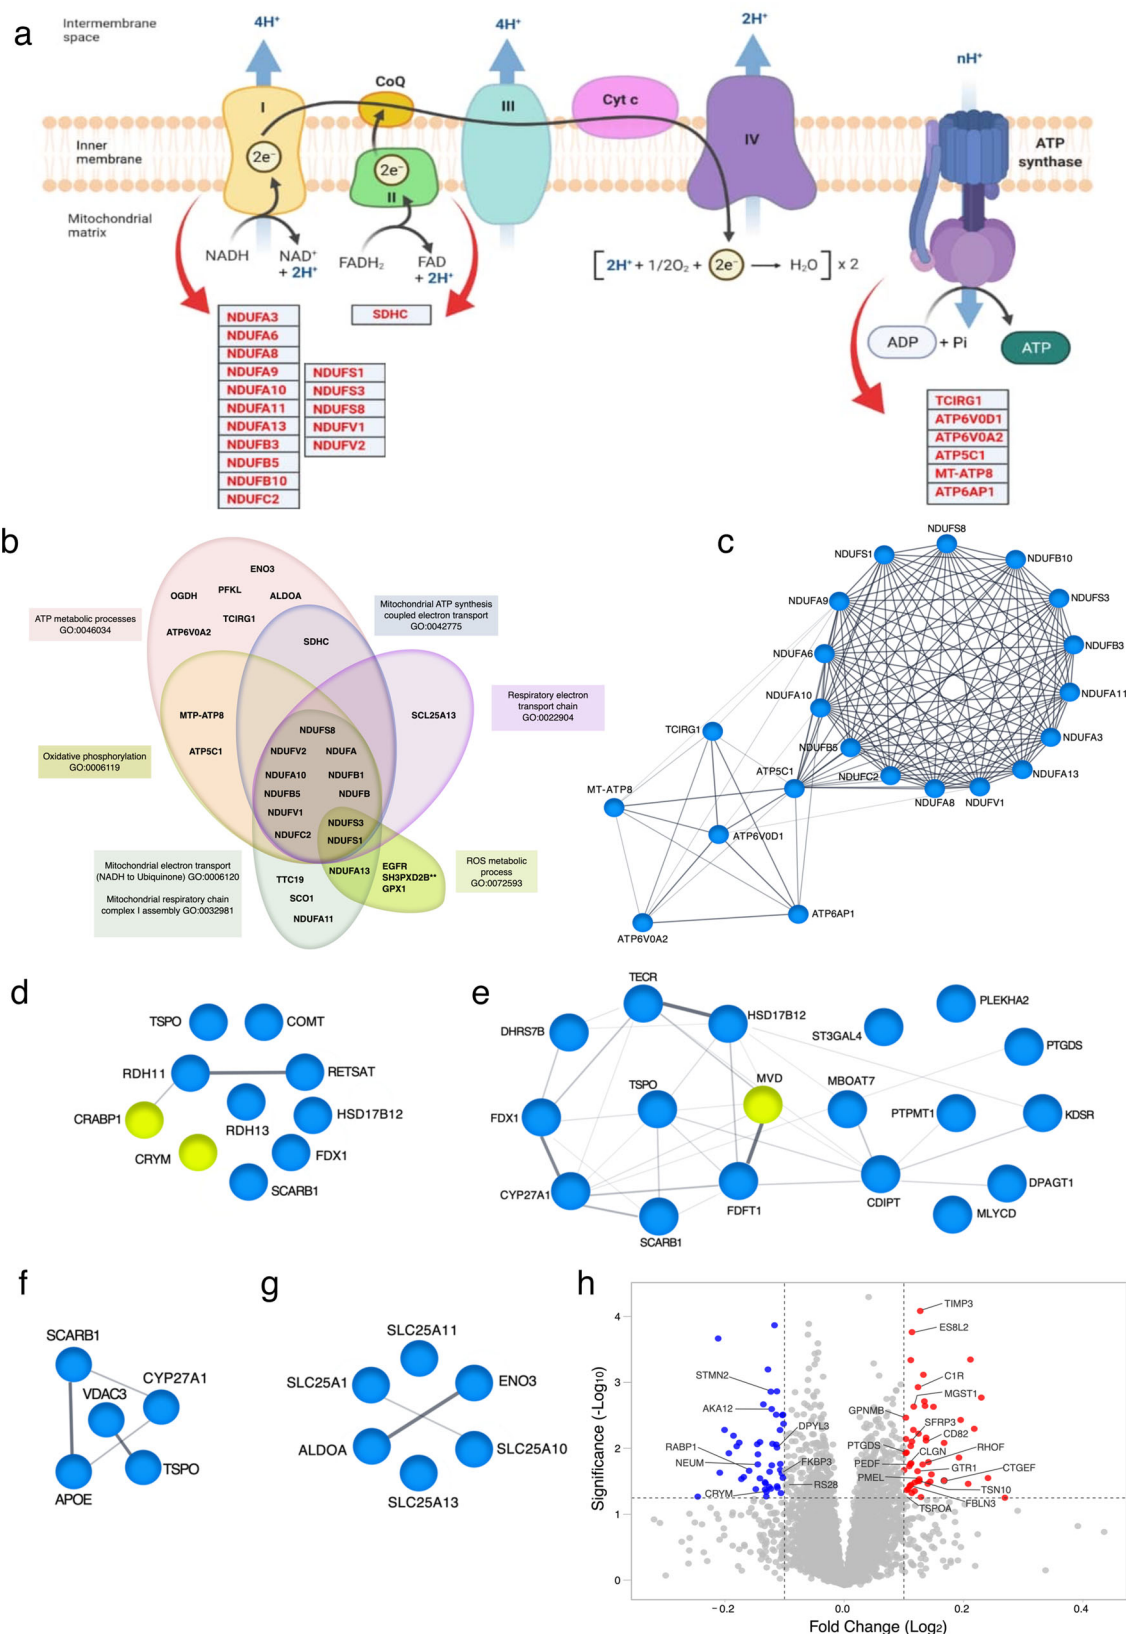 a
Intermembrane
space
4H⁺
4H⁺
2H⁺
nH⁺
CoQ
I
III
Cyt c
IV
Inner
membrane
2e⁻
2e⁻
II
ATP
synthase
Mitochondrial
matrix
NADH
NAD⁺
+ 2H⁺
FADH₂
FAD
+ 2H⁺
[ 2H⁺ + 1/2O₂ + 2e⁻ → H₂O ] x 2
ADP
+ Pi
ATP
NDUFA3
NDUFA6
NDUFA8
NDUFA9
NDUFA10
NDUFA11
NDUFA13
NDUFB3
NDUFB5
NDUFB10
NDUFC2
NDUFS1
NDUFS3
NDUFS8
NDUFV1
NDUFV2
SDHC
TCIRG1
ATP6V0D1
ATP6V0A2
ATP5C1
MT-ATP8
ATP6AP1
b
ENO3
OGDH
PFKL
ALDOA
TCIRG1
ATP6V0A2
ATP metabolic processes
GO:0046034
Mitochondrial ATP synthesis
coupled electron transport
GO:0042775
SDHC
Respiratory electron
transport chain
GO:0022904
SCL25A13
MTP-ATP8
ATP5C1
Oxidative phosphorylation
GO:0006119
NDUFS8
NDUFV2
NDUFA
NDUFA10
NDUFB1
NDUFB5
NDUFB
NDUFV1
NDUFC2
NDUFS3
NDUFS1
NDUFA13
EGFR
SH3PXD2B**
GPX1
ROS metabolic
process
GO:0072593
Mitochondrial electron transport
(NADH to Ubiquinone) GO:0006120
Mitochondrial respiratory chain
complex I assembly GO:0032981
TTC19
SCO1
NDUFA11
c
NDUFS8
NDUFS1
NDUFB10
NDUFA9
NDUFS3
NDUFA6
NDUFB3
NDUFA10
NDUFA11
NDUFB5
NDUFA3
NDUFC2
NDUFA13
NDUFA8
NDUFV1
TCIRG1
ATP5C1
MT-ATP8
ATP6V0D1
ATP6AP1
ATP6V0A2
d
TSPO
COMT
RDH11
RETSAT
CRABP1
RDH13
HSD17B12
CRYM
FDX1
SCARB1
e
TECR
HSD17B12
DHRS7B
PLEKHA2
ST3GAL4
PTGDS
TSPO
MVD
MBOAT7
FDX1
PTPMT1
KDSR
CYP27A1
FDFT1
CDIPT
DPAGT1
SCARB1
MLYCD
f
SCARB1
CYP27A1
VDAC3
TSPO
APOE
g
SLC25A11
SLC25A1
ENO3
ALDOA
SLC25A10
SLC25A13
h
Significance (-Log₁₀)
4
3
2
1
0
TIMP3
ES8L2
STMN2
C1R
MGST1
AKA12
GPNMB
DPYL3
SFRP3
CD82
RABP1
PTGDS
CLGN
RHOF
NEUM
FKBP3
PEDF
GTR1
CTGEF
PMEL
RS28
CRYM
TSN10
FBLN3
TSPOA
−0.2
0.0
0.2
0.4
Fold Change (Log₂)